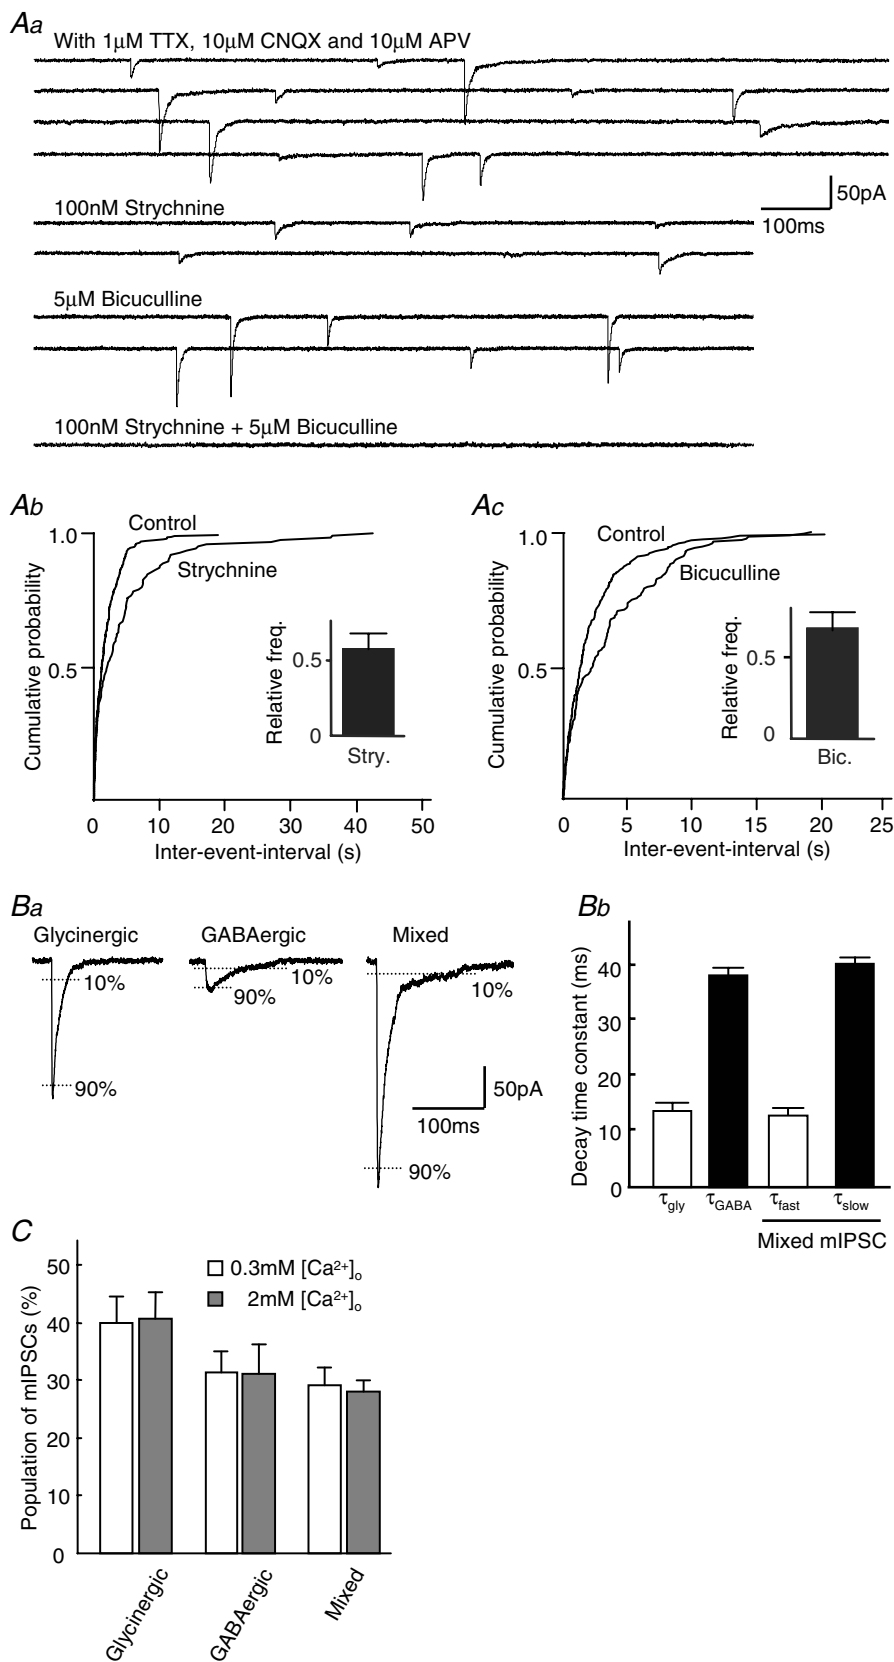 Aa
With 1µM TTX, 10µM CNQX and 10µM APV
50pA
100ms
100nM Strychnine
5µM Bicuculline
100nM Strychnine + 5µM Bicuculline
Ab
Cumulative probability
1.0
0.5
Control
Strychnine
Relative freq.
0.5
0
Stry.
0 10 20 30 40 50
Inter-event-interval (s)
Ac
Cumulative probability
1.0
0.5
Control
Bicuculline
Relative freq.
0.5
0
Bic.
0 5 10 15 20 25
Inter-event-interval (s)
Ba
Glycinergic GABAergic Mixed
10%
90%
10%
90%
10%
90%
50pA
100ms
Bb
Decay time constant (ms)
40
30
20
10
0
τgly τGABA τfast τslow
Mixed mIPSC
C
Population of mIPSCs (%)
50
40
30
20
10
0
0.3mM [Ca²⁺]ₒ
2mM [Ca²⁺]ₒ
Glycinergic
GABAergic
Mixed